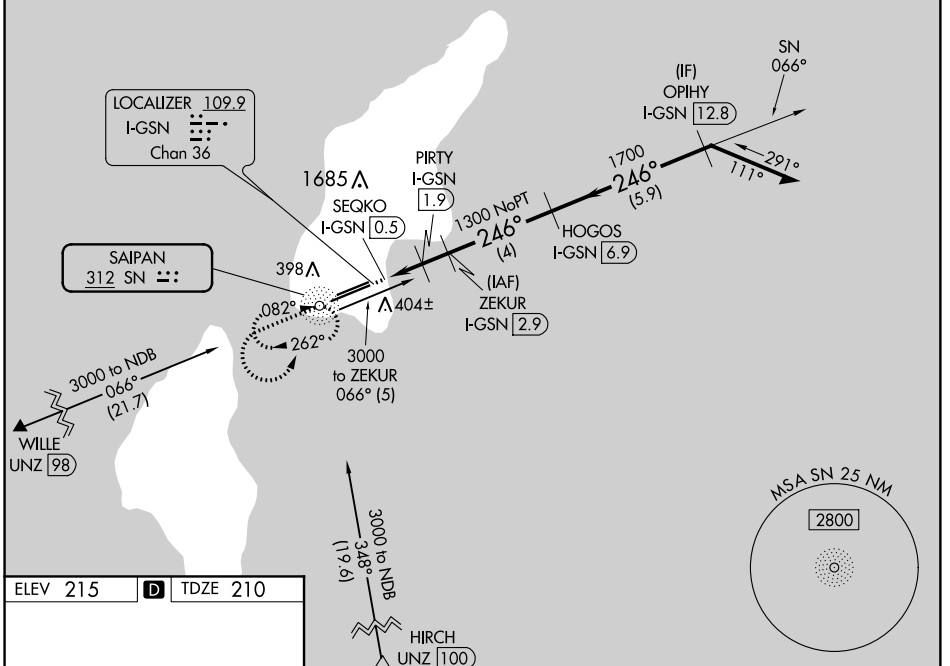 SN
066°
(IF)
OPIHY
I-GSN 12.8
LOCALIZER 109.9
I-GSN
Chan 36
291°
111°
1700
246°
(5.9)
PIRTY
I-GSN
1.9
1685
SEQKO
I-GSN 0.5
1300 NoPT
246°
(4)
HOGOS
I-GSN 6.9
SAIPAN
312 SN
398
(IAF)
ZEKUR
I-GSN 2.9
404±
082°
262°
3000
to ZEKUR
066° (5)
3000 to NDB
066°
(21.7)
WILLE
UNZ 98
MSA SN 25 NM
2800
3000 to NDB
348°
(19.6)
ELEV 215 D TDZE 210
HIRCH
UNZ 100